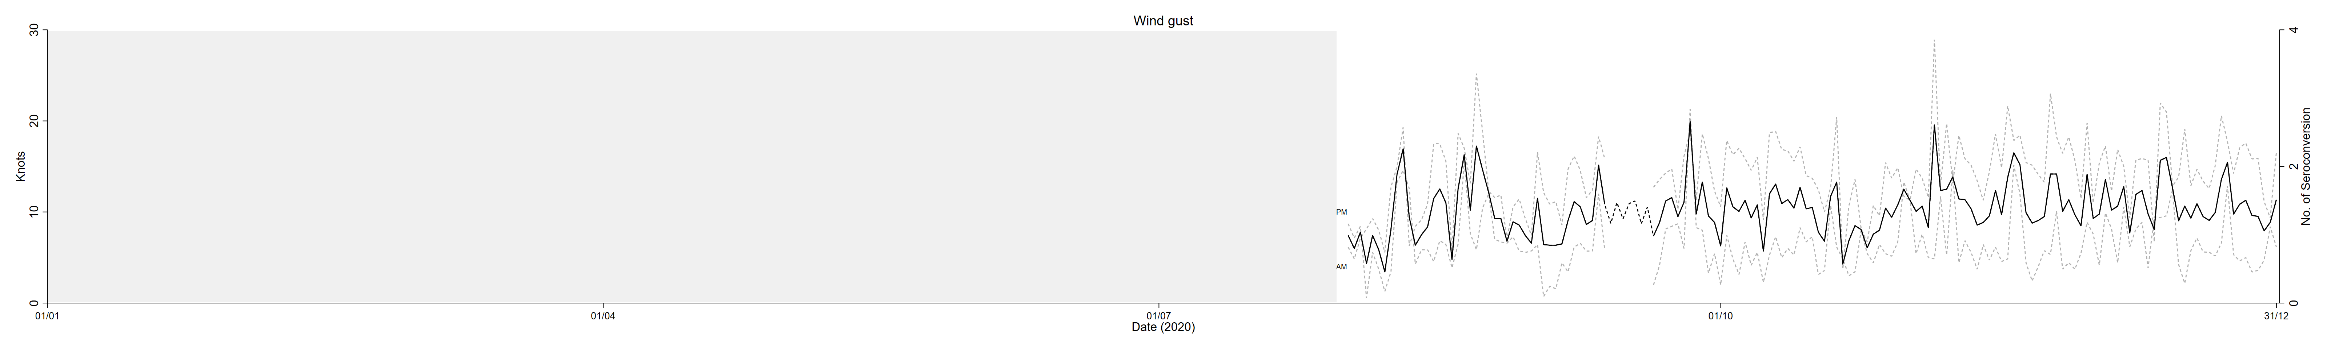 Wind gust
30
20
10
0
Knots
4
2
0
No. of Seroconversion
PM
AM
01/01
01/04
01/07
01/10
31/12
Date (2020)